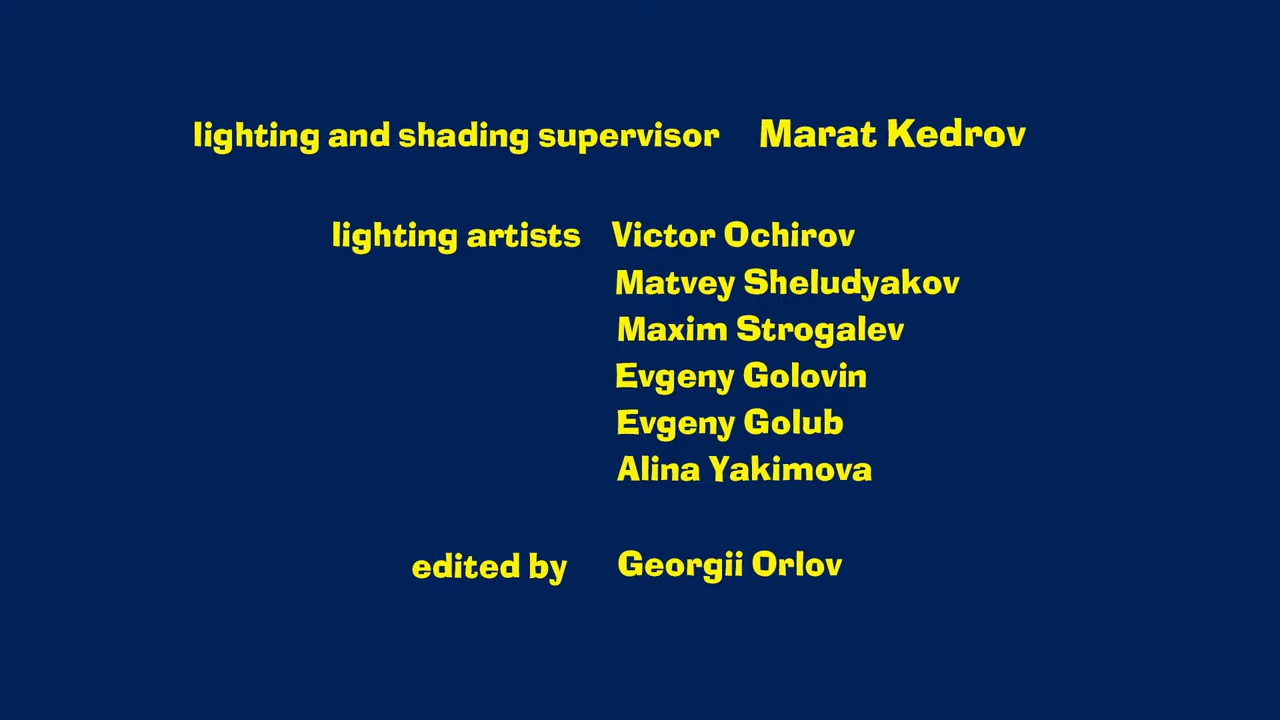 lighting and shading supervisor Marat Kedrov
lighting artists Victor Ochirov
Matvey Sheludyakov
Maxim Strogalev
Evgeny Golovin
Evgeny Golub
Alina Yakimova
edited by Georgii Orlov